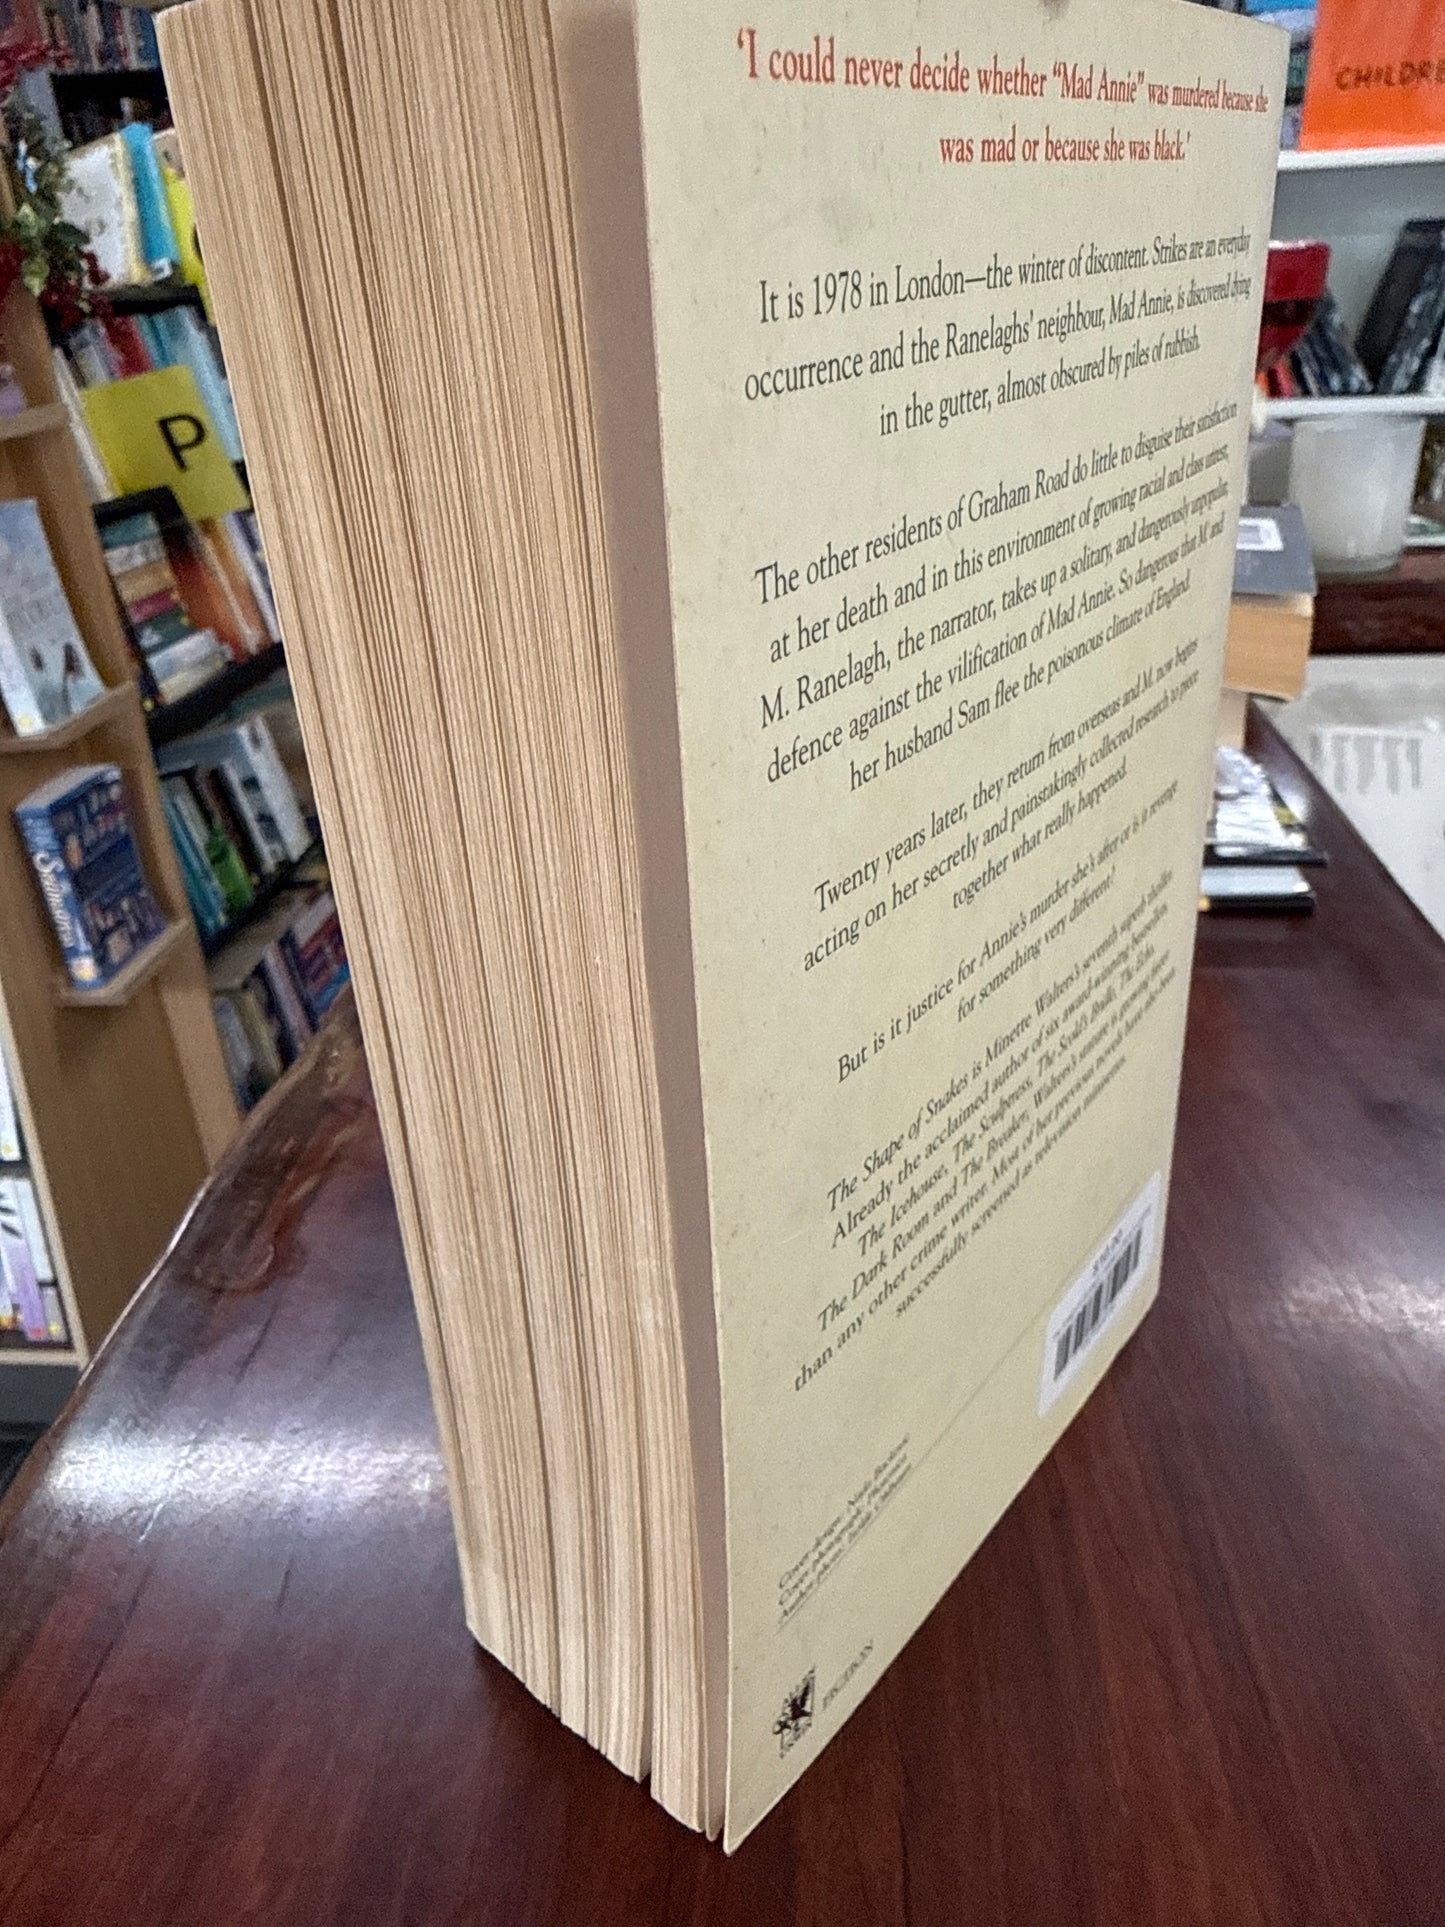 'I could never decide whether "Mad Annie" was murdered because she
was mad or because she was black.'
It is 1978 in London—the winter of discontent. Strikes are an everyday
occurrence and the Ranelaghs' neighbour, Mad Annie, is discovered dying
in the gutter, almost obscured by piles of rubbish.
The other residents of Graham Road do little to disguise their satisfaction
at her death and in this environment of growing racial and class unrest,
M. Ranelagh, the narrator, takes up a solitary, and dangerously unpopular,
defence against the vilification of Mad Annie. So dangerous that M. and
her husband Sam flee the poisonous climate of England.
Twenty years later, they return from overseas and M. now begins
acting on her secretly and painstakingly collected research to piece
together what really happened.
But is it justice for Annie's murder she's after or is it revenge
for something very different?
The Shape of Snakes is Minette Walters's seventh superb thriller.
Already the acclaimed author of six award-winning bestsellers
The Icehouse, The Sculptress, The Scold's Bridle, The Echo,
The Dark Room and The Breaker, Walters's stature is growing more
than any other crime writer. Most of her previous novels have also been
successfully screened as television miniseries.
$10.00
Cover design:
Cover photograph:
Author photo:
CHILDRE
P